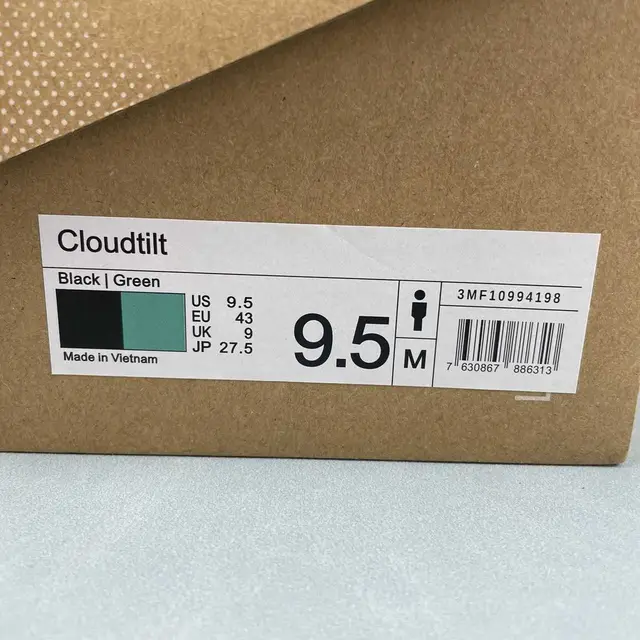 Cloudtilt
Black | Green
US 9.5
EU 43
UK 9
JP 27.5
Made in Vietnam
9.5
M
3MF10994198
7 630867 886313